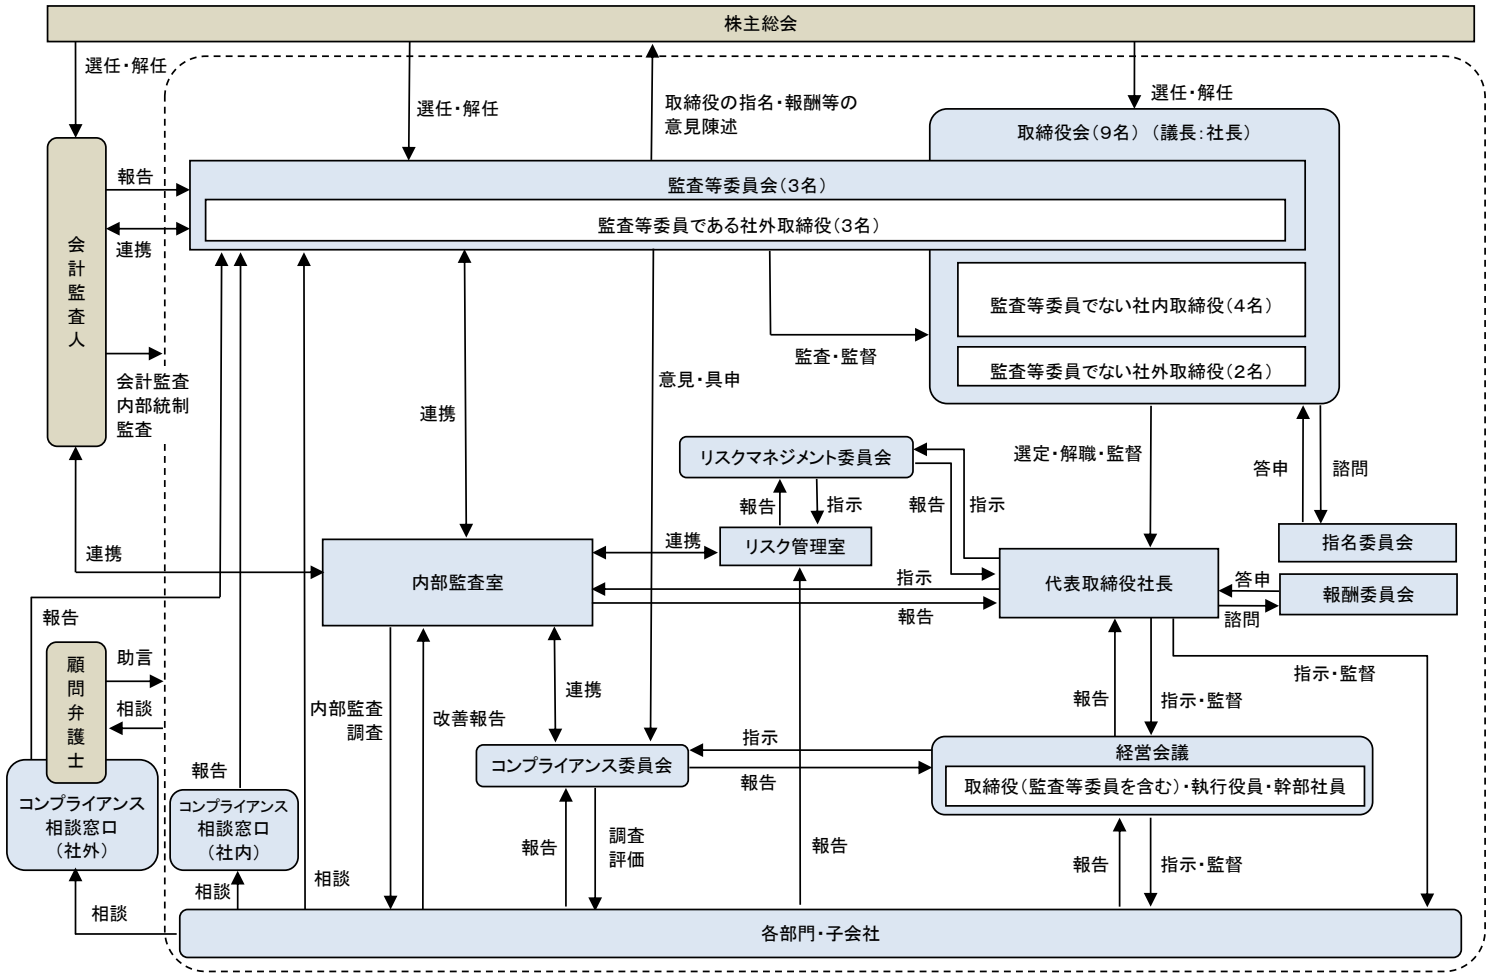 株主総会
選任・解任
選任・解任
取締役の指名・報酬等の
意見陳述
選任・解任
取締役会(9名)(議長:社長)
監査等委員会(3名)
監査等委員である社外取締役(3名)
監査等委員でない社内取締役(4名)
監査等委員でない社外取締役(2名)
報告
連携
会計監査人
会計監査
内部統制
監査
監査・監督
意見・具申
連携
リスクマネジメント委員会
選定・解職・監督
答申
諮問
報告
指示
報告
指示
連携
連携
リスク管理室
指名委員会
内部監査室
指示
報告
代表取締役社長
答申
諮問
報酬委員会
報告
顧問弁護士
助言
相談
内部監査
調査
改善報告
連携
報告
指示・監督
指示・監督
指示
報告
コンプライアンス委員会
経営会議
取締役(監査等委員を含む)・執行役員・幹部社員
コンプライアンス
相談窓口
(社外)
報告
コンプライアンス
相談窓口
(社内)
相談
相談
相談
報告
調査
評価
報告
報告
指示・監督
各部門・子会社